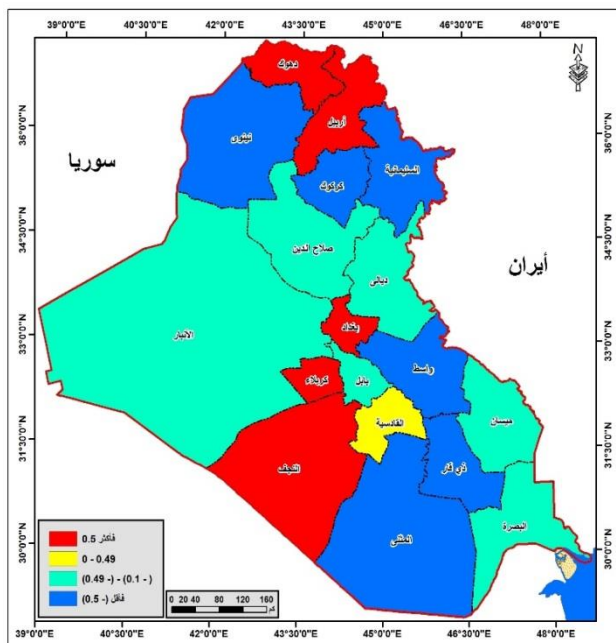 39°0'0"E 40°30'0"E 42°0'0"E 43°30'0"E 45°0'0"E 46°30'0"E 48°0'0"E
N
دهوك
36°0'0"N
أربيل
36°0'0"N
نينوى
سوريا
السليمانية
كركوك
34°30'0"N
34°30'0"N
صلاح الدين
أيران
ديالى
33°0'0"N
الانبار
بغداد
33°0'0"N
واسط
كربلاء
بابل
ميسان
القادسية
31°30'0"N
31°30'0"N
النجف
ذي قار
البصرة
المثنى
30°0'0"N
30°0'0"N
فأكثر 0.5
0 - 0.49
(0.49 -) - (0.1 - )
فأقل (- 0.5)
0 20 40 80 120 160
كم
39°0'0"E 40°30'0"E 42°0'0"E 43°30'0"E 45°0'0"E 46°30'0"E 48°0'0"E